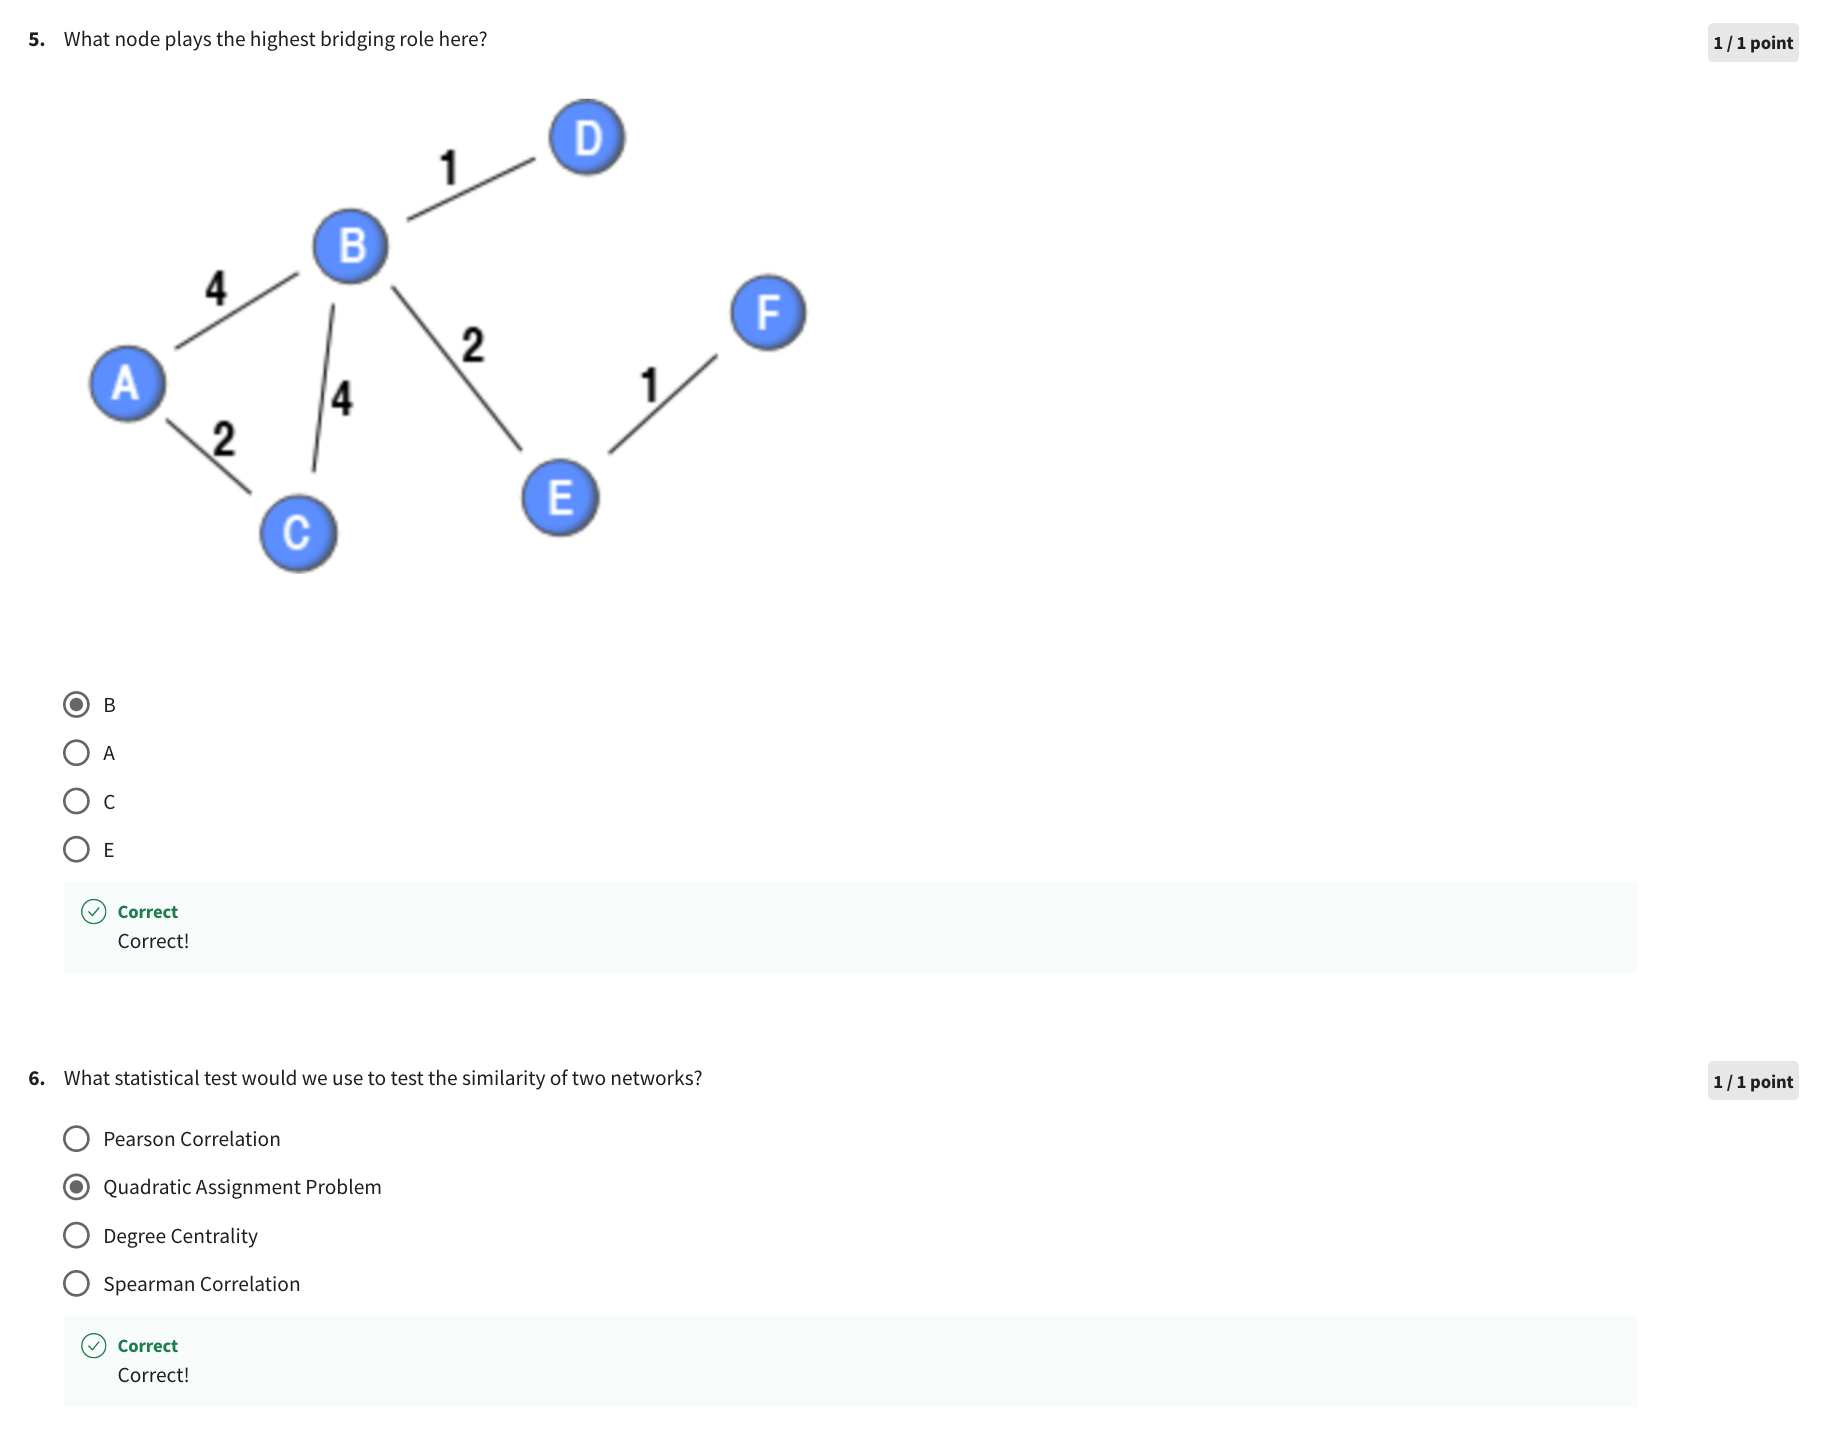 5. What node plays the highest bridging role here?
1 / 1 point
D
1
B
4
F
2
A
4
1
2
E
C
B
A
C
E
Correct
Correct!
6. What statistical test would we use to test the similarity of two networks?
1 / 1 point
Pearson Correlation
Quadratic Assignment Problem
Degree Centrality
Spearman Correlation
Correct
Correct!